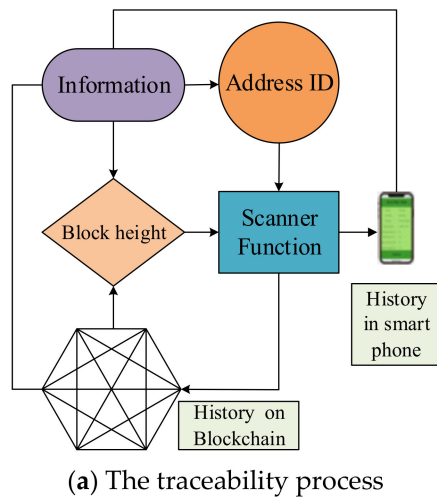 Information
Address ID
Block height
Scanner
Function
History
in smart
phone
History on
Blockchain
(a) The traceability process